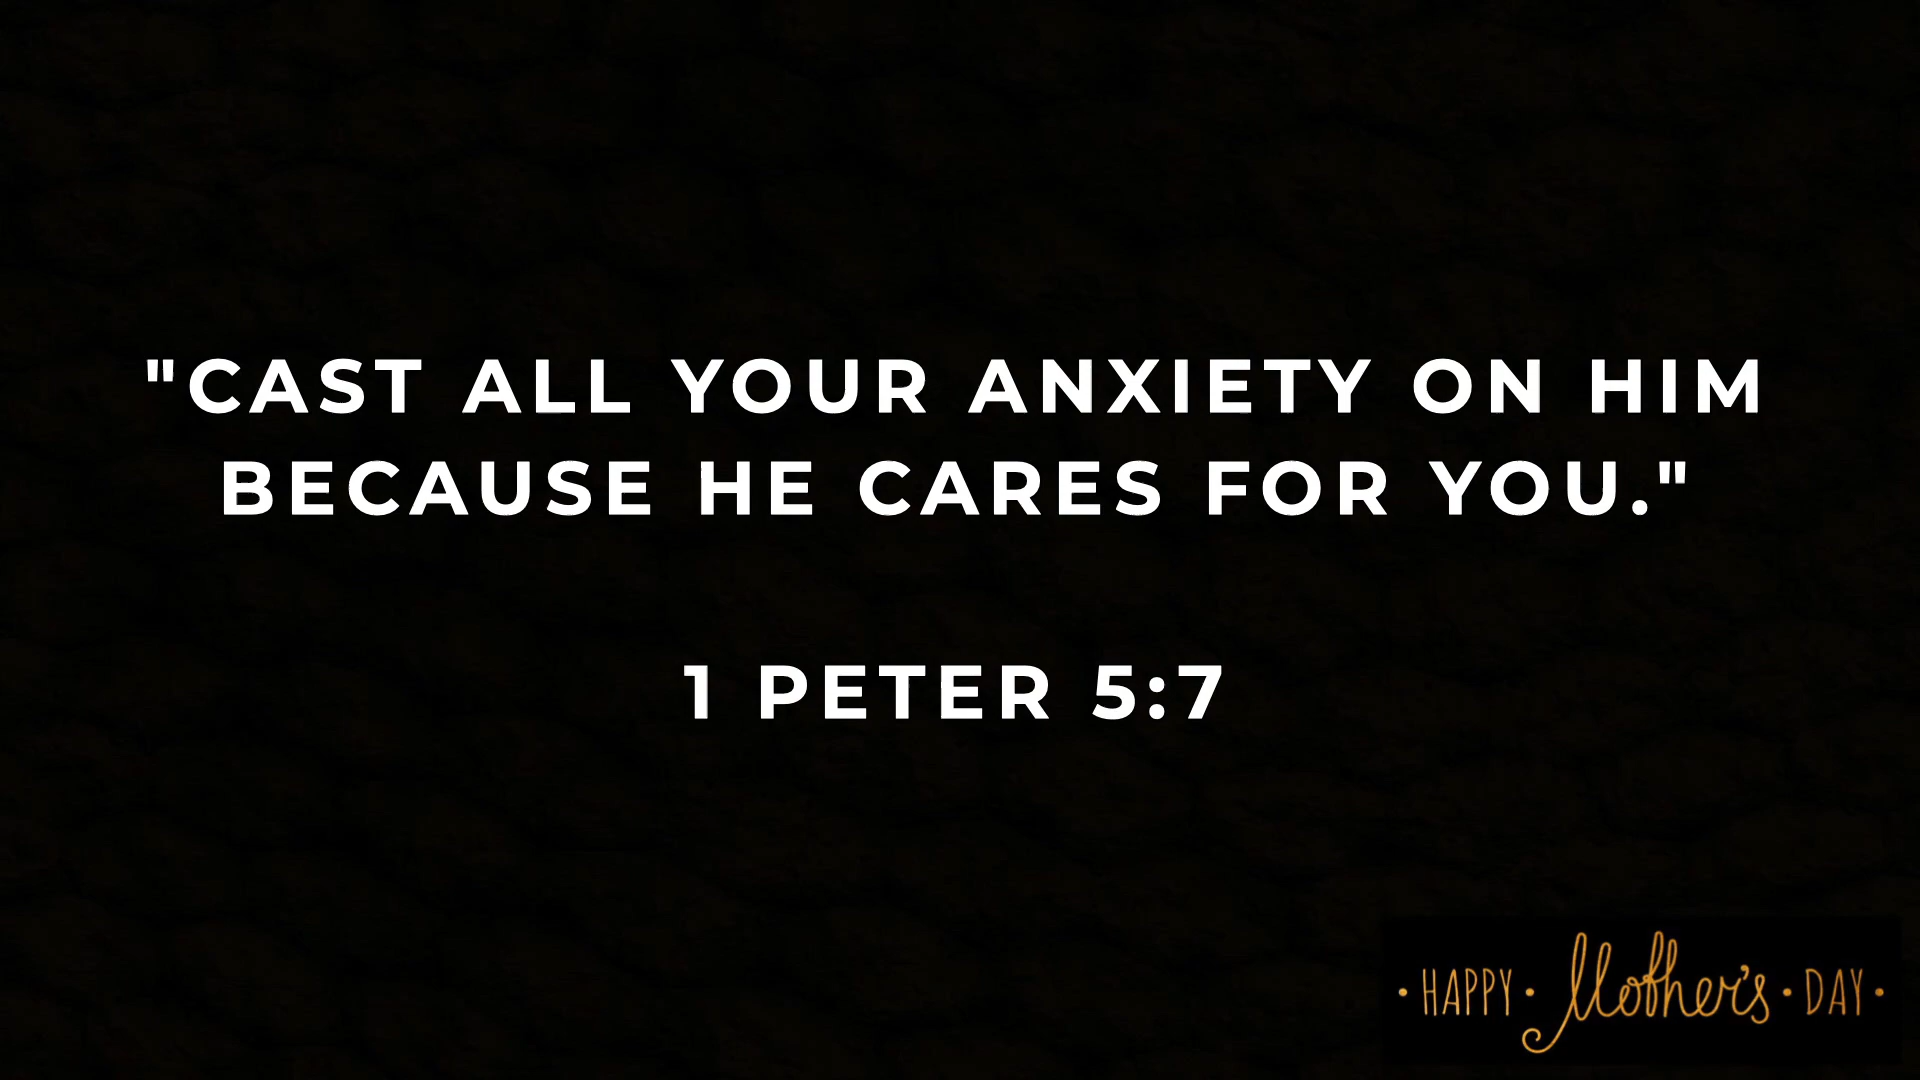 "CAST ALL YOUR ANXIETY ON HIM
BECAUSE HE CARES FOR YOU."
1 PETER 5:7
• HAPPY • Mother's • DAY •